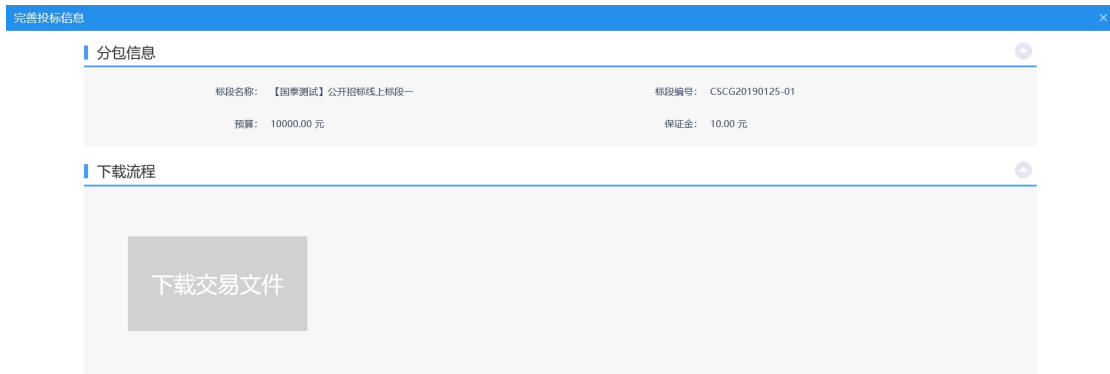 完善投标信息
分包信息
标段名称： 【国泰测试】公开招标线上标段一 标段编号： CSCG20190125-01
预算： 10000.00 元 保证金： 10.00 元
下载流程
下载交易文件